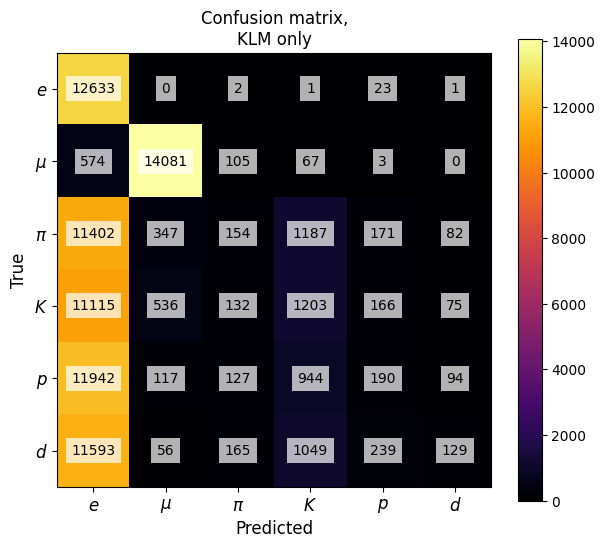 Confusion matrix,
KLM only
True
e 12633 0 2 1 23 1
μ 574 14081 105 67 3 0
π 11402 347 154 1187 171 82
K 11115 536 132 1203 166 75
p 11942 117 127 944 190 94
d 11593 56 165 1049 239 129
e μ π K p d
Predicted
14000
12000
10000
8000
6000
4000
2000
0